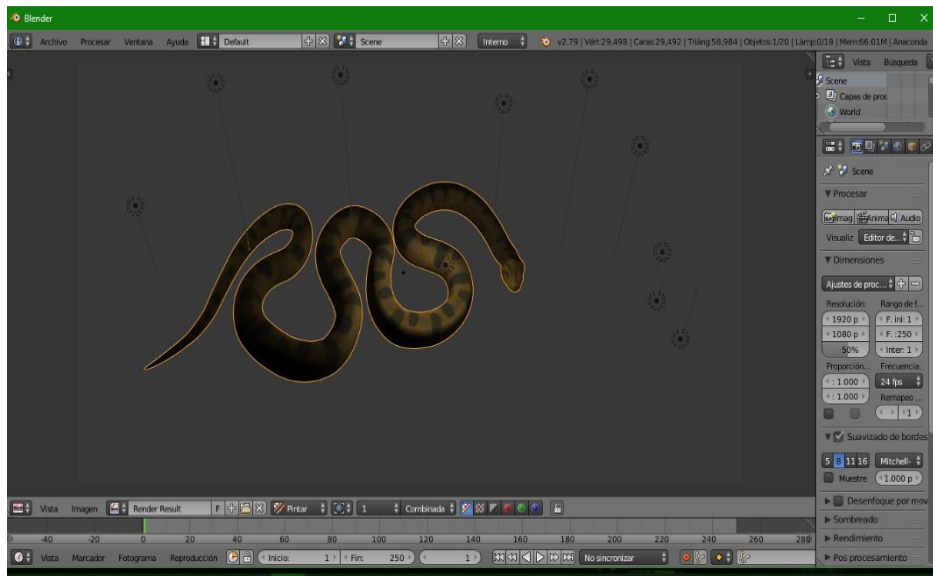 Blender
Archivo Procesar Ventana Ayuda Default Scene Interno v2.79 | Vért:29,498 | Caras:29,492 | Triáng:58,984 | Objetos:1/20 | Lámp:0/18 | Mem:66.01M | Anaconda
Vista Búsqueda
Scene
Capas de proc
World
Scene
Procesar
Imag Anima Audio
Visualiz Editor de...
Dimensiones
Ajustes de proc...
Resolución: Rango de f...
1920 p F. ini: 1
1080 p F. :250
50% Inter: 1
Proporción... Frecuencia:
: 1.000 24 fps
: 1.000 Remapeo ...
1
Suavizado de bordes
5 8 11 16 Mitchell-
Muestre 1.000 p
Desenfoque por mov
Sombreado
Rendimiento
Pos procesamiento
Vista Imagen Render Result F Pintar 1 Combinada
-40 -20 0 20 40 60 80 100 120 140 160 180 200 220 240 260 280
Vista Marcador Fotograma Reproducción Inicio: 1 Fin: 250 1 No sincronizar